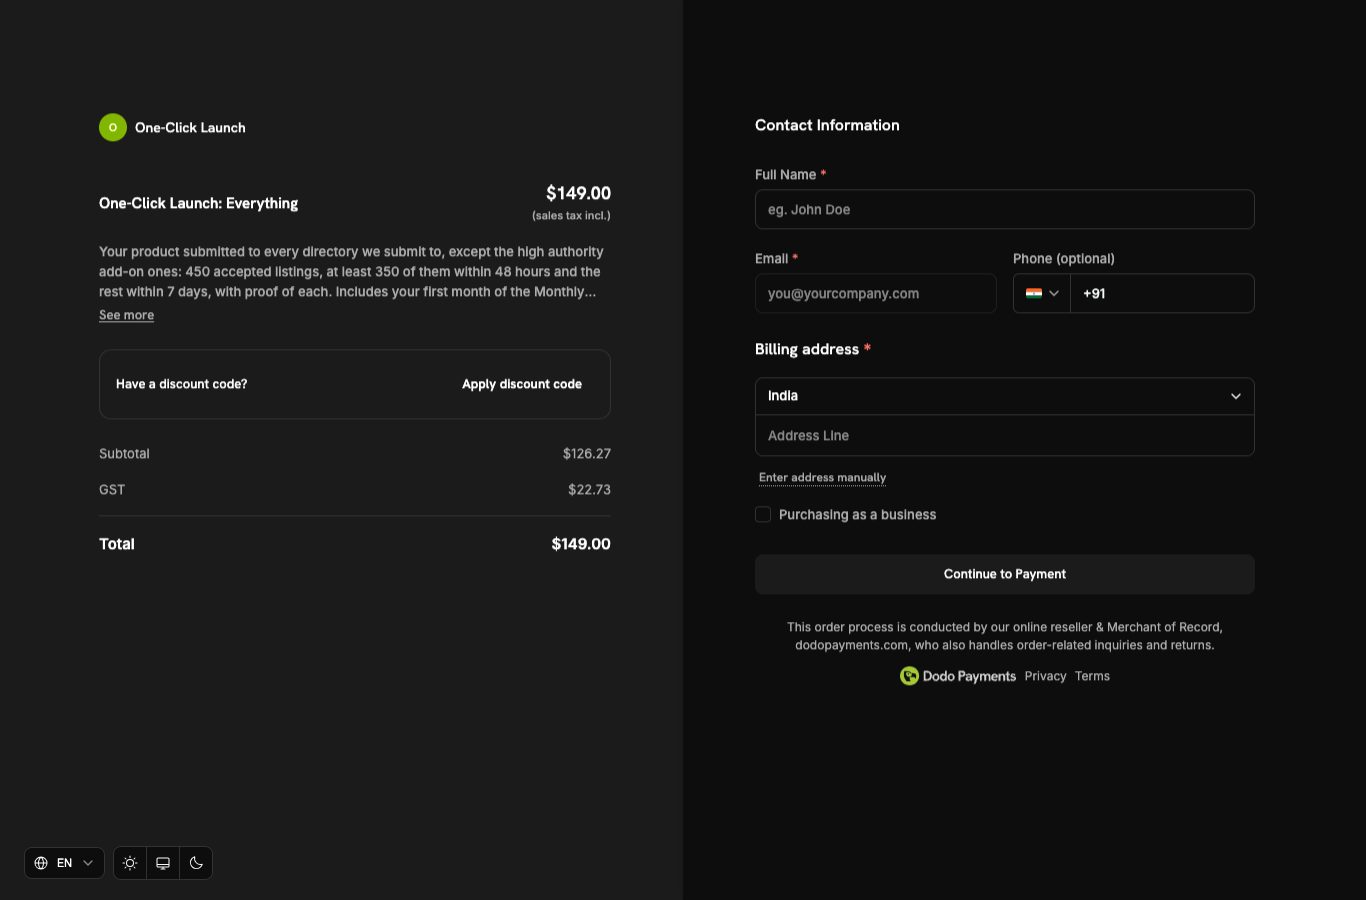 O One-Click Launch
One-Click Launch: Everything
$149.00
(sales tax incl.)
Your product submitted to every directory we submit to, except the high authority
add-on ones: 450 accepted listings, at least 350 of them within 48 hours and the
rest within 7 days, with proof of each. Includes your first month of the Monthly...
See more
Have a discount code? Apply discount code
Subtotal $126.27
GST $22.73
Total $149.00
EN
Contact Information
Full Name *
eg. John Doe
Email * Phone (optional)
you@yourcompany.com +91
Billing address *
India
Address Line
Enter address manually
Purchasing as a business
Continue to Payment
This order process is conducted by our online reseller & Merchant of Record,
dodopayments.com, who also handles order-related inquiries and returns.
Dodo Payments Privacy Terms